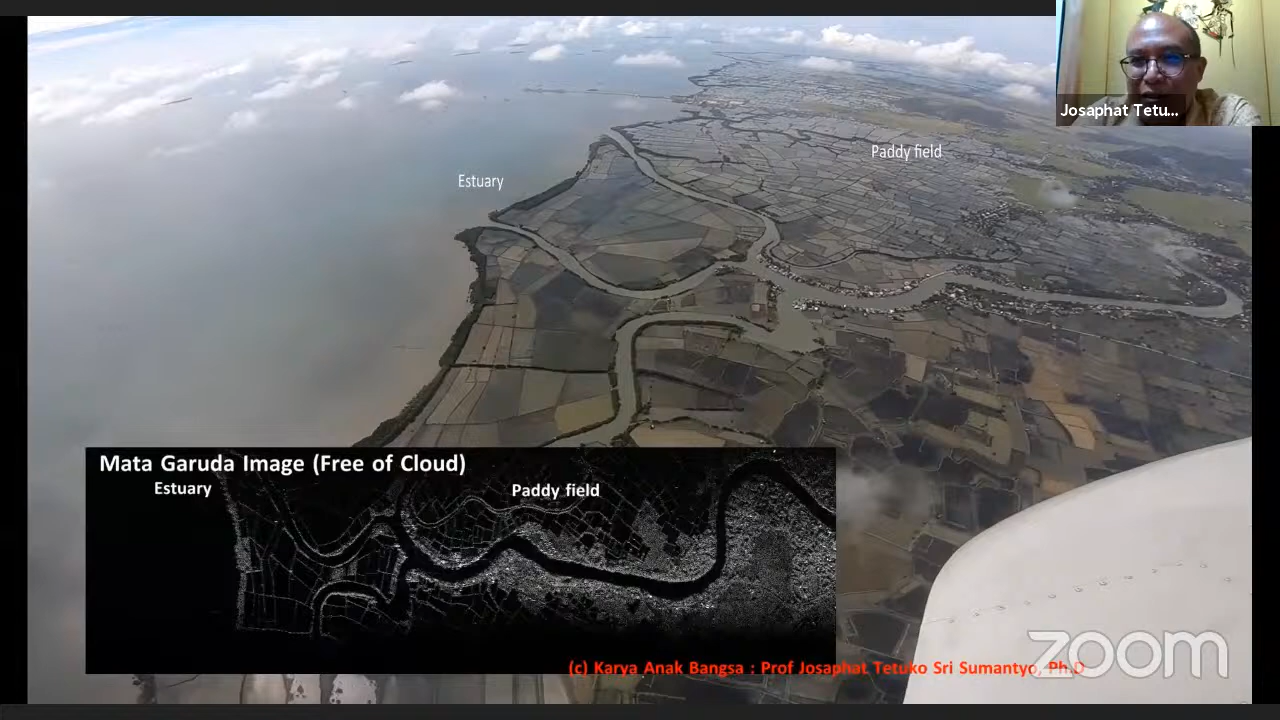 Josaphat Tetu...
Paddy field
Estuary
Mata Garuda Image (Free of Cloud)
Estuary
Paddy field
zoom
(c) Karya Anak Bangsa : Prof Josaphat Tetuko Sri Sumantyo, Ph.D